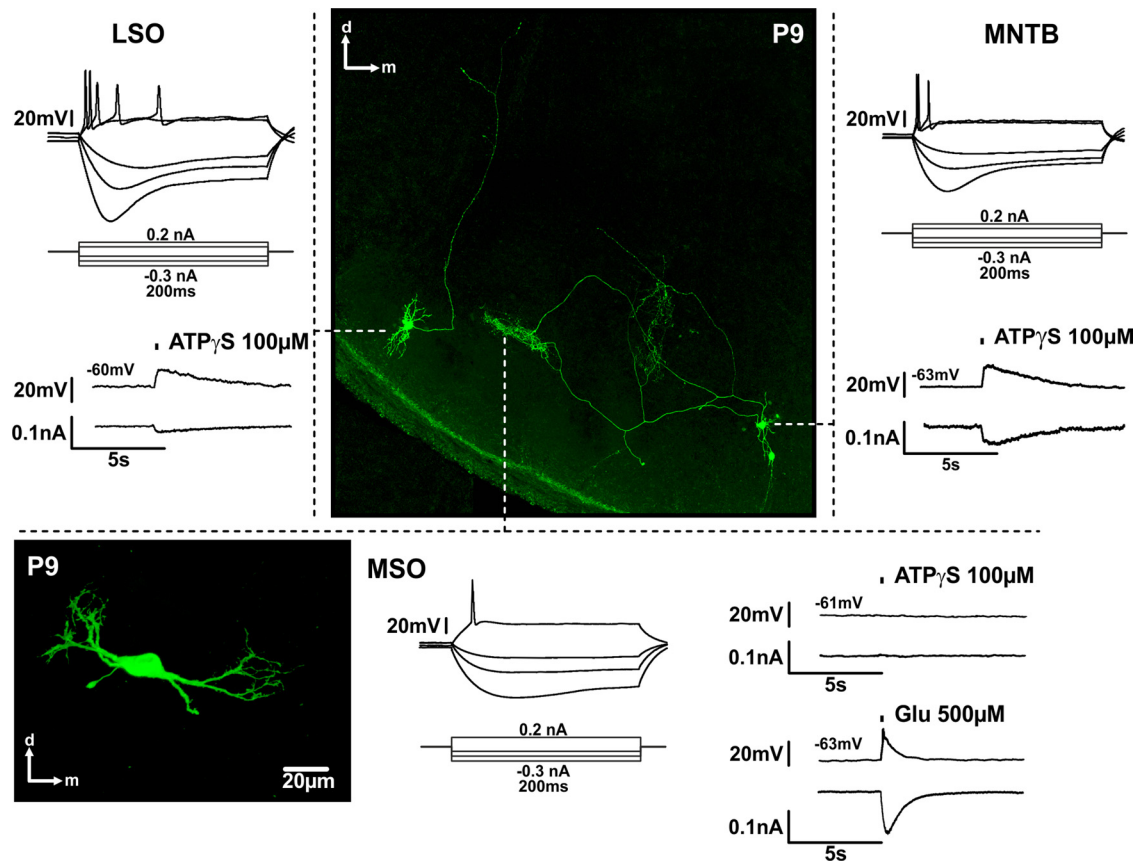 LSO
20mV
0.2 nA
-0.3 nA
200ms
ATPγS 100µM
-60mV
20mV
0.1nA
5s
P9
d
m
MNTB
20mV
0.2 nA
-0.3 nA
200ms
ATPγS 100µM
-63mV
20mV
0.1nA
5s
P9
d
m
20µm
MSO
20mV
0.2 nA
-0.3 nA
200ms
ATPγS 100µM
-61mV
20mV
0.1nA
5s
Glu 500µM
-63mV
20mV
0.1nA
5s